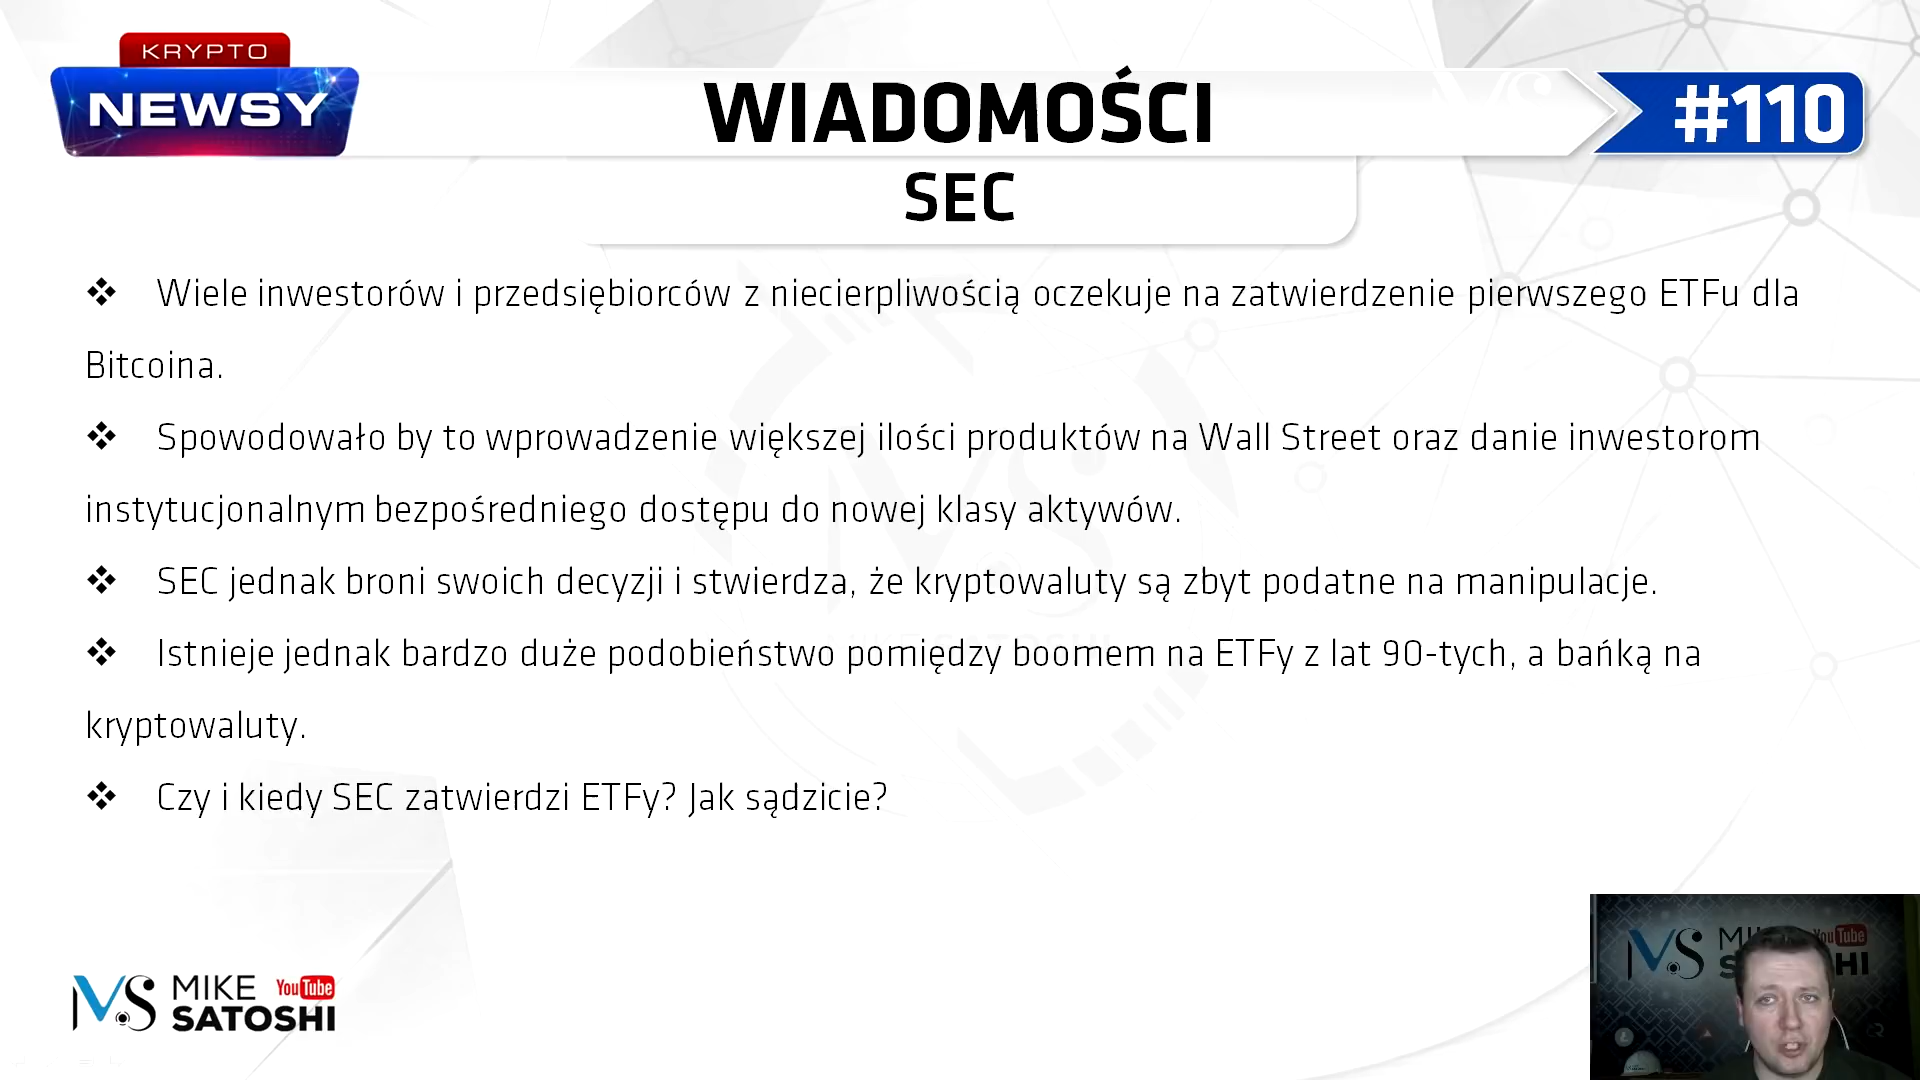 KRYPTO
NEWSY
WIADOMOŚCI
#110
SEC
❖ Wiele inwestorów i przedsiębiorców z niecierpliwością oczekuje na zatwierdzenie pierwszego ETFu dla
Bitcoina.
❖ Spowodowało by to wprowadzenie większej ilości produktów na Wall Street oraz danie inwestorom
instytucjonalnym bezpośredniego dostępu do nowej klasy aktywów.
❖ SEC jednak broni swoich decyzji i stwierdza, że kryptowaluty są zbyt podatne na manipulacje.
❖ Istnieje jednak bardzo duże podobieństwo pomiędzy boomem na ETFy z lat 90-tych, a bańką na
kryptowaluty.
❖ Czy i kiedy SEC zatwierdzi ETFy? Jak sądzicie?
MS MIKE YouTube
SATOSHI
MS YouTube